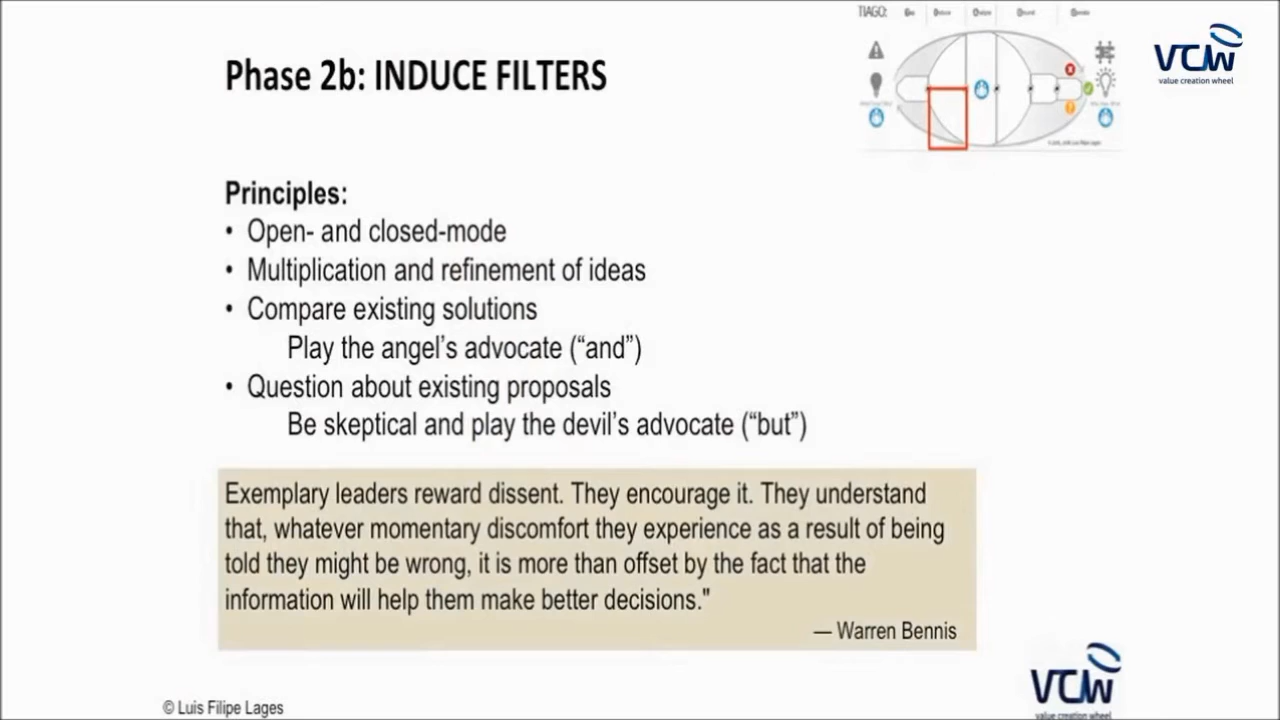 TIAGO:
VCW
value creation wheel
Phase 2b: INDUCE FILTERS
Principles:
• Open- and closed-mode
• Multiplication and refinement of ideas
• Compare existing solutions
Play the angel's advocate (“and”)
• Question about existing proposals
Be skeptical and play the devil's advocate (“but”)
Exemplary leaders reward dissent. They encourage it. They understand
that, whatever momentary discomfort they experience as a result of being
told they might be wrong, it is more than offset by the fact that the
information will help them make better decisions."
— Warren Bennis
VCW
value creation wheel
© Luis Filipe Lages